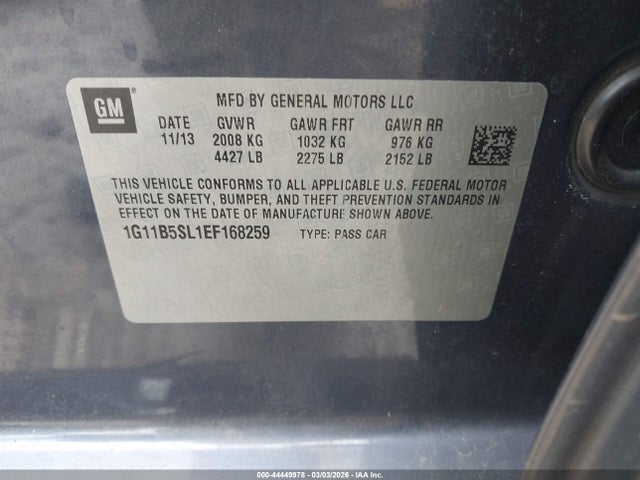 GM ®
MFD BY GENERAL MOTORS LLC
DATE GVWR GAWR FRT GAWR RR
11/13 2008 KG 1032 KG 976 KG
4427 LB 2275 LB 2152 LB
THIS VEHICLE CONFORMS TO ALL APPLICABLE U.S. FEDERAL MOTOR
VEHICLE SAFETY, BUMPER, AND THEFT PREVENTION STANDARDS IN
EFFECT ON THE DATE OF MANUFACTURE SHOWN ABOVE.
1G11B5SL1EF168259 TYPE: PASS CAR
000-44449978 - 03/03/2026 - IAA Inc.